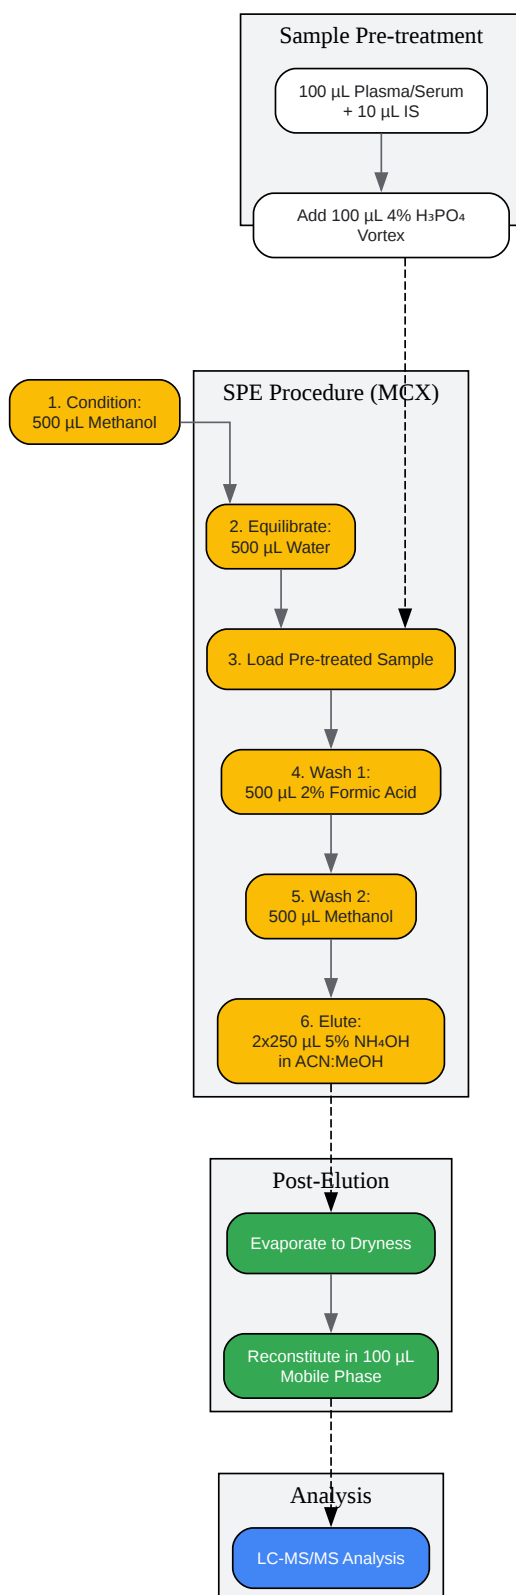 Sample Pre-treatment
100 µL Plasma/Serum
+ 10 µL IS
Add 100 µL 4% H₃PO₄
Vortex
SPE Procedure (MCX)
1. Condition:
500 µL Methanol
2. Equilibrate:
500 µL Water
3. Load Pre-treated Sample
4. Wash 1:
500 µL 2% Formic Acid
5. Wash 2:
500 µL Methanol
6. Elute:
2x250 µL 5% NH₄OH
in ACN:MeOH
Post-Elution
Evaporate to Dryness
Reconstitute in 100 µL
Mobile Phase
Analysis
LC-MS/MS Analysis